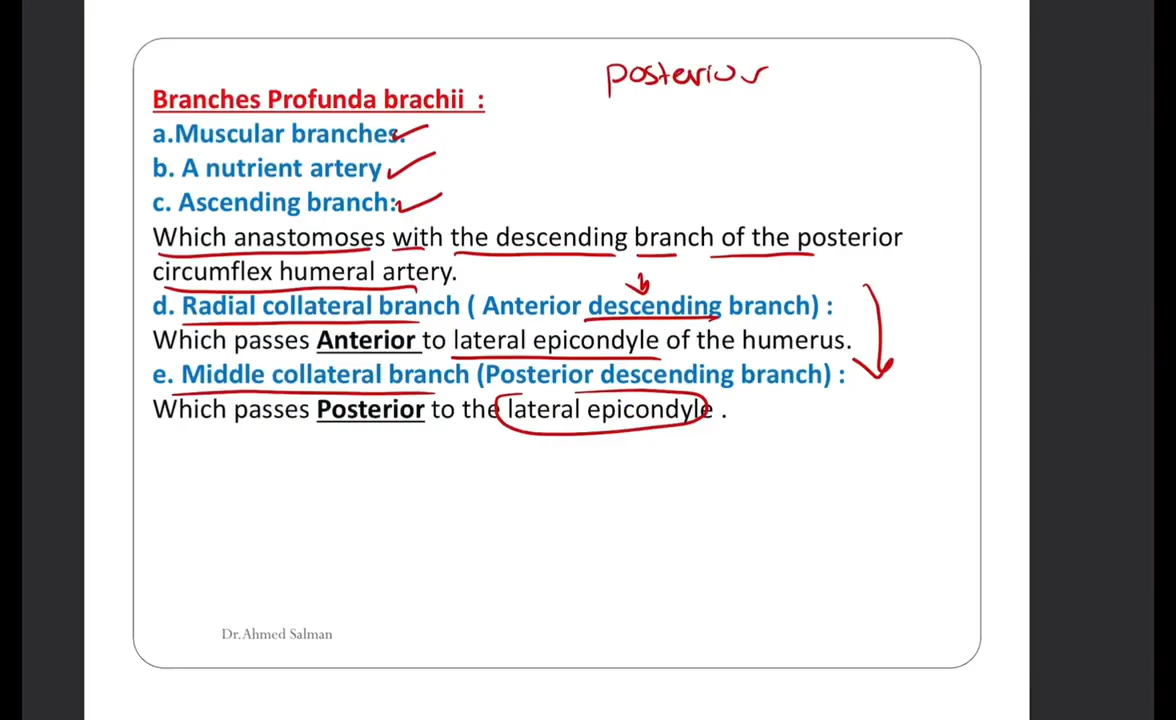 posterior
Branches Profunda brachii :
a.Muscular branches.
b. A nutrient artery
c. Ascending branch:
Which anastomoses with the descending branch of the posterior
circumflex humeral artery.
d. Radial collateral branch ( Anterior descending branch) :
Which passes Anterior to lateral epicondyle of the humerus.
e. Middle collateral branch (Posterior descending branch) :
Which passes Posterior to the lateral epicondyle .
Dr. Ahmed Salman